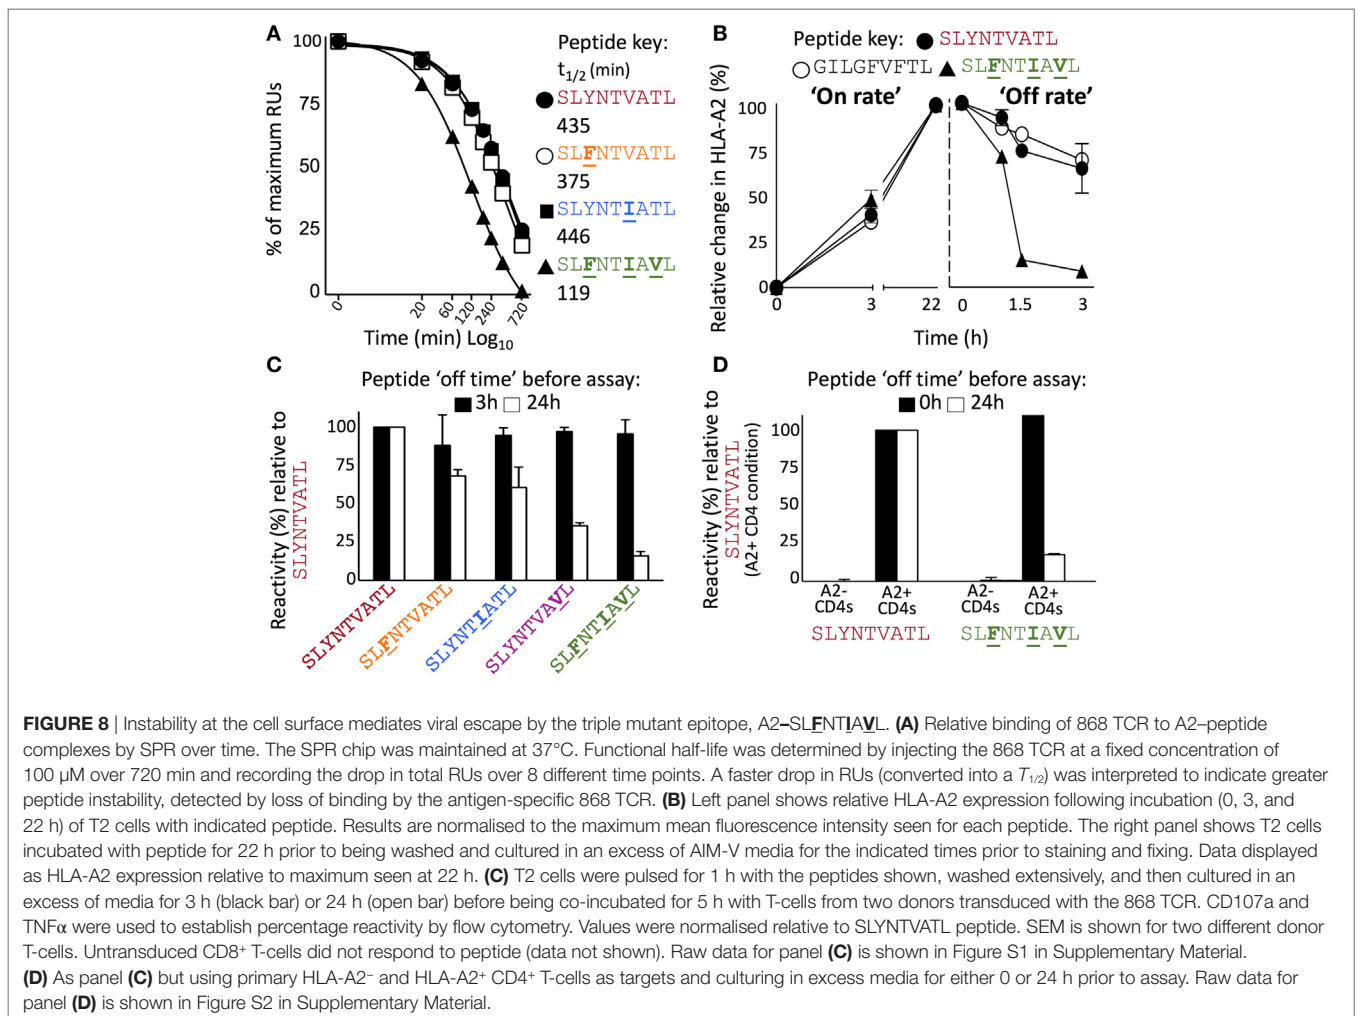 A
% of maximum RUs
100
75
50
25
0
0
20
60
120
240
720
Time (min) Log10
Peptide key:
t1/2 (min)
SLYNTVATL
435
SLFNTVATL
375
SLYNTIATL
446
SLFNTIAVL
119
B
Peptide key: SLYNTVATL
GILGFVFTL SLFNTIAVL
'On rate' 'Off rate'
Relative change in HLA-A2 (%)
100
75
50
25
0
0 3 22 0 1.5 3
Time (h)
C
Peptide 'off time' before assay:
3h 24h
Reactivity (%) relative to
SLYNTVATL
100
75
50
25
0
SLYNTVATL
SLFNTVATL
SLYNTIATL
SLYNTVAVL
SLFNTIAVL
D
Peptide 'off time' before assay:
0h 24h
Reactivity (%) relative to
SLYNTVATL
(A2+ CD4 condition)
100
75
50
25
0
A2- A2+ A2- A2+
CD4s CD4s CD4s CD4s
SLYNTVATL SLFNTIAVL
FIGURE 8 | Instability at the cell surface mediates viral escape by the triple mutant epitope, A2–SLFNTIAVL. (A) Relative binding of 868 TCR to A2–peptide
complexes by SPR over time. The SPR chip was maintained at 37°C. Functional half-life was determined by injecting the 868 TCR at a fixed concentration of
100 µM over 720 min and recording the drop in total RUs over 8 different time points. A faster drop in RUs (converted into a T1/2) was interpreted to indicate greater
peptide instability, detected by loss of binding by the antigen-specific 868 TCR. (B) Left panel shows relative HLA-A2 expression following incubation (0, 3, and
22 h) of T2 cells with indicated peptide. Results are normalised to the maximum mean fluorescence intensity seen for each peptide. The right panel shows T2 cells
incubated with peptide for 22 h prior to being washed and cultured in an excess of AIM-V media for the indicated times prior to staining and fixing. Data displayed
as HLA-A2 expression relative to maximum seen at 22 h. (C) T2 cells were pulsed for 1 h with the peptides shown, washed extensively, and then cultured in an
excess of media for 3 h (black bar) or 24 h (open bar) before being co-incubated for 5 h with T-cells from two donors transduced with the 868 TCR. CD107a and
TNFα were used to establish percentage reactivity by flow cytometry. Values were normalised relative to SLYNTVATL peptide. SEM is shown for two different donor
T-cells. Untransduced CD8+ T-cells did not respond to peptide (data not shown). Raw data for panel (C) is shown in Figure S1 in Supplementary Material.
(D) As panel (C) but using primary HLA-A2− and HLA-A2+ CD4+ T-cells as targets and culturing in excess media for either 0 or 24 h prior to assay. Raw data for
panel (D) is shown in Figure S2 in Supplementary Material.